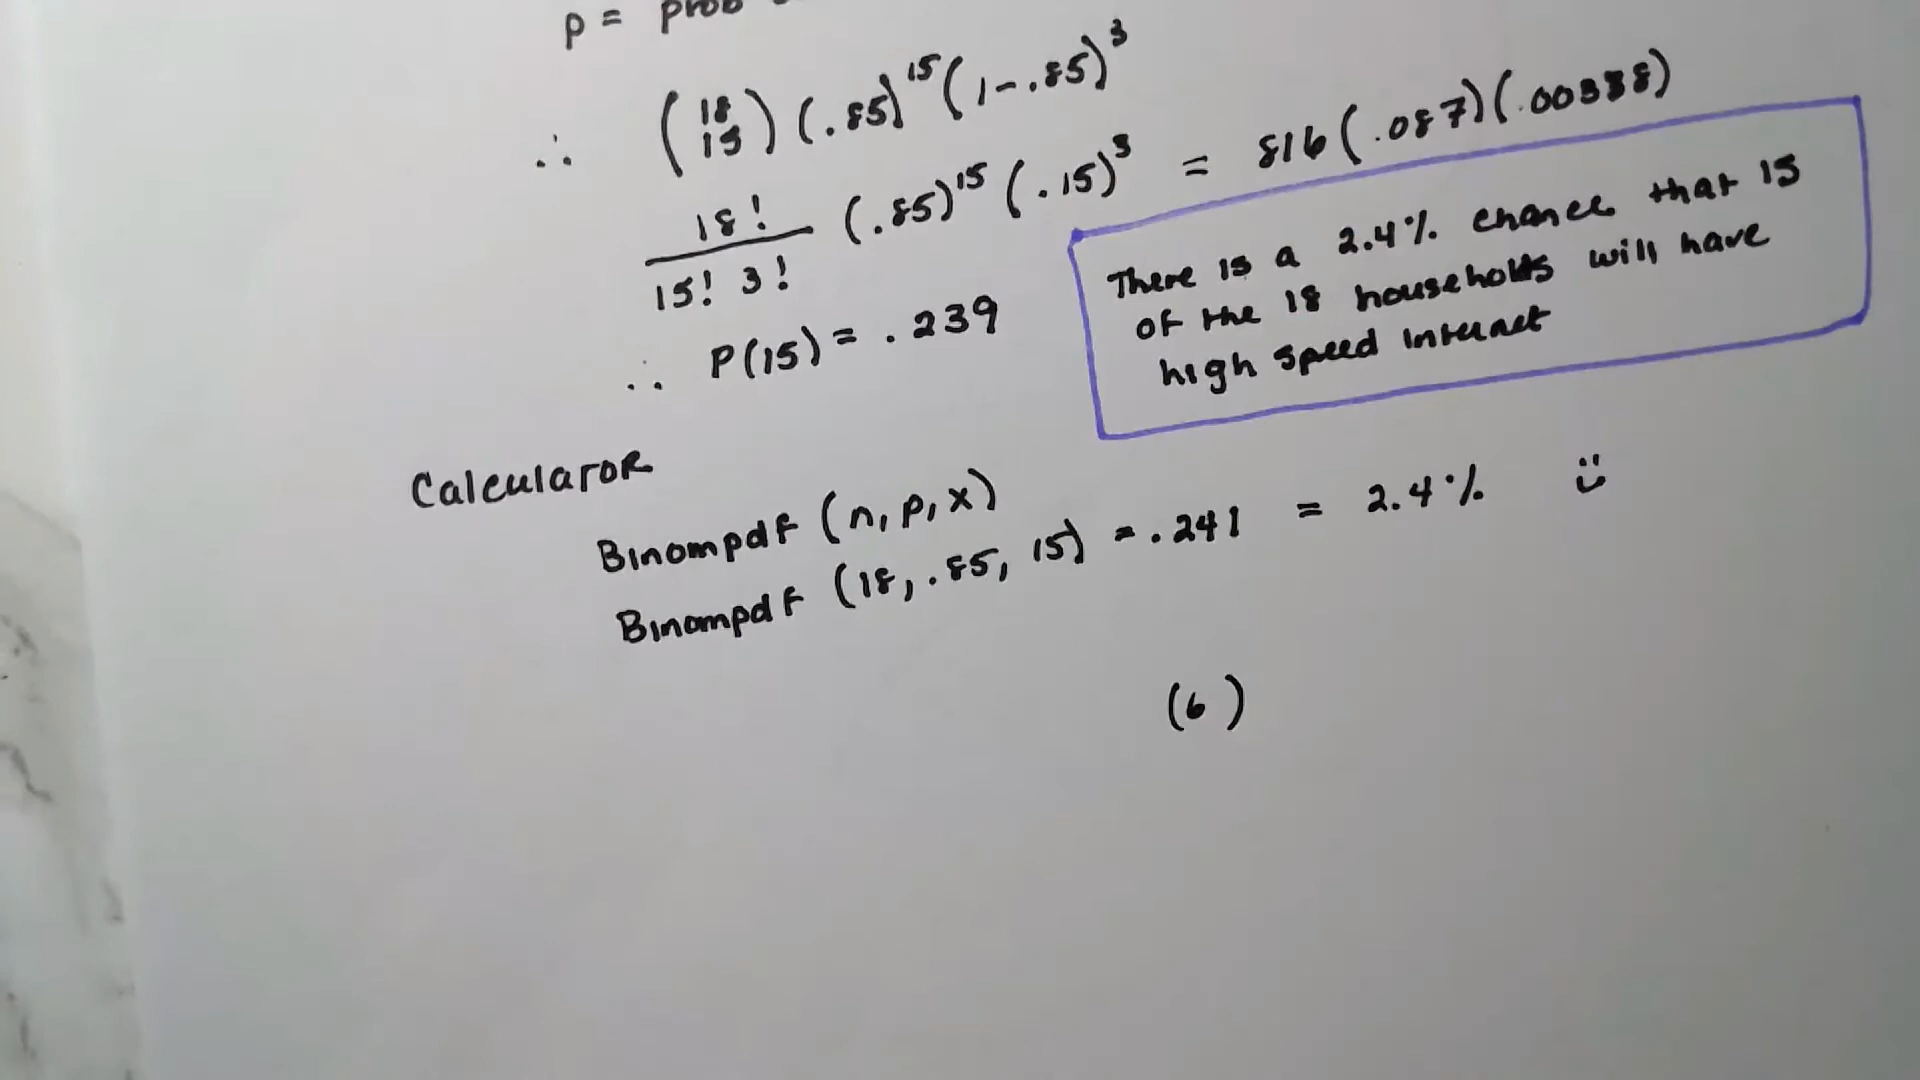 p = prob
∴ (18 15) (.85)^15 (1-.85)^3
18! / 15! 3! (.85)^15 (.15)^3 = 816 (.087)(.00338)
∴ P(15) = .239
There is a 2.4% chance that 15
of the 18 households will have
high speed internet
Calculator
Binompdf (n, p, x)
Binompdf (18, .85, 15) = .241 = 2.4% :)
(6)